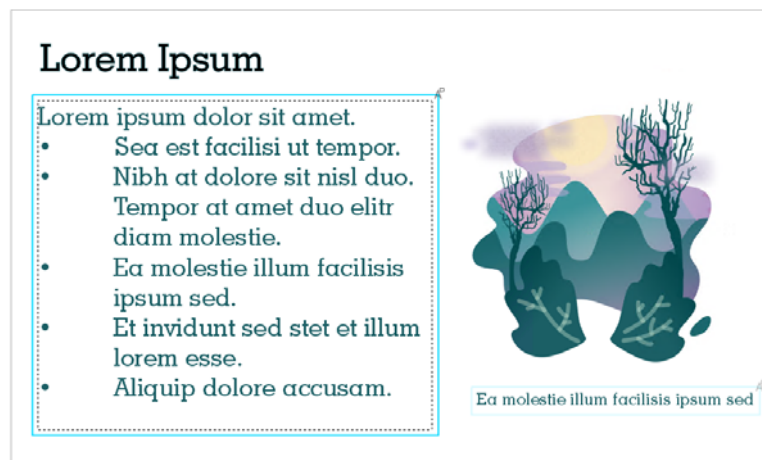 Lorem Ipsum
Lorem ipsum dolor sit amet.
• Sea est facilisi ut tempor.
• Nibh at dolore sit nisl duo.
Tempor at amet duo elitr
diam molestie.
• Ea molestie illum facilisis
ipsum sed.
• Et invidunt sed stet et illum
lorem esse.
• Aliquip dolore accusam.
Ea molestie illum facilisis ipsum sed